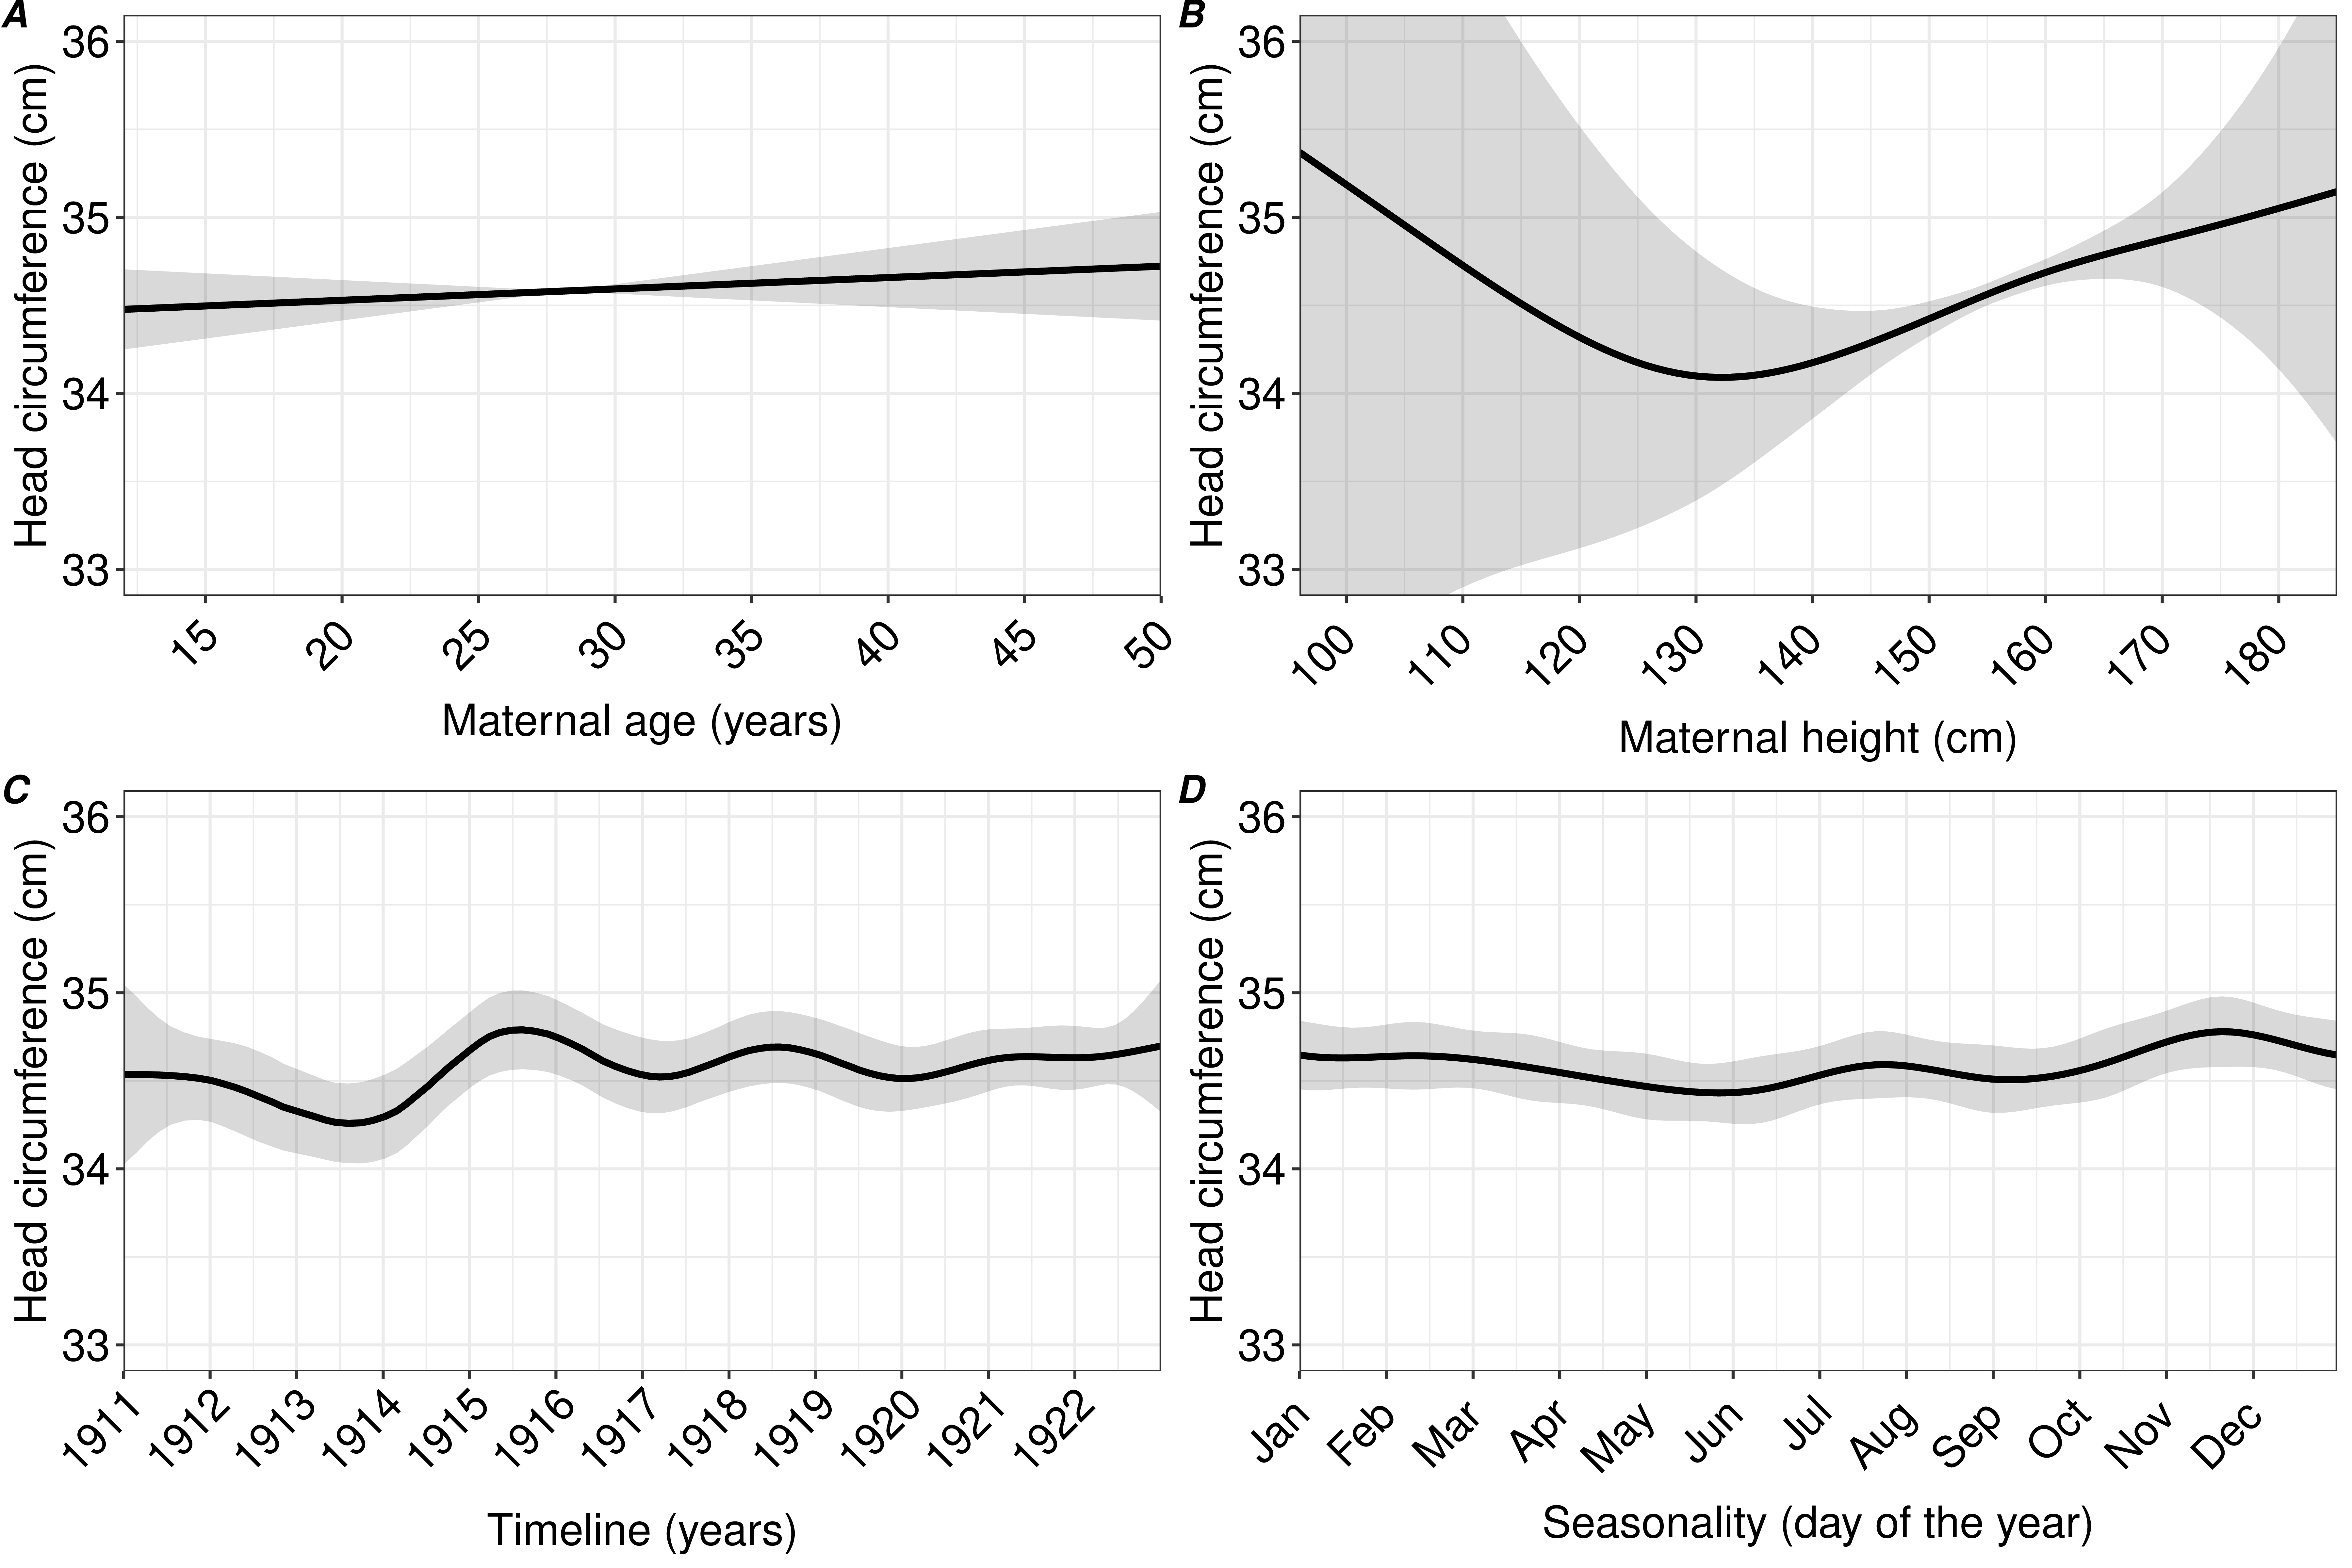 A
Head circumference (cm)
36
35
34
33
15 20 25 30 35 40 45 50
Maternal age (years)
B
Head circumference (cm)
36
35
34
33
100 110 120 130 140 150 160 170 180
Maternal height (cm)
C
Head circumference (cm)
36
35
34
33
1911 1912 1913 1914 1915 1916 1917 1918 1919 1920 1921 1922
Timeline (years)
D
Head circumference (cm)
36
35
34
33
Jan Feb Mar Apr May Jun Jul Aug Sep Oct Nov Dec
Seasonality (day of the year)